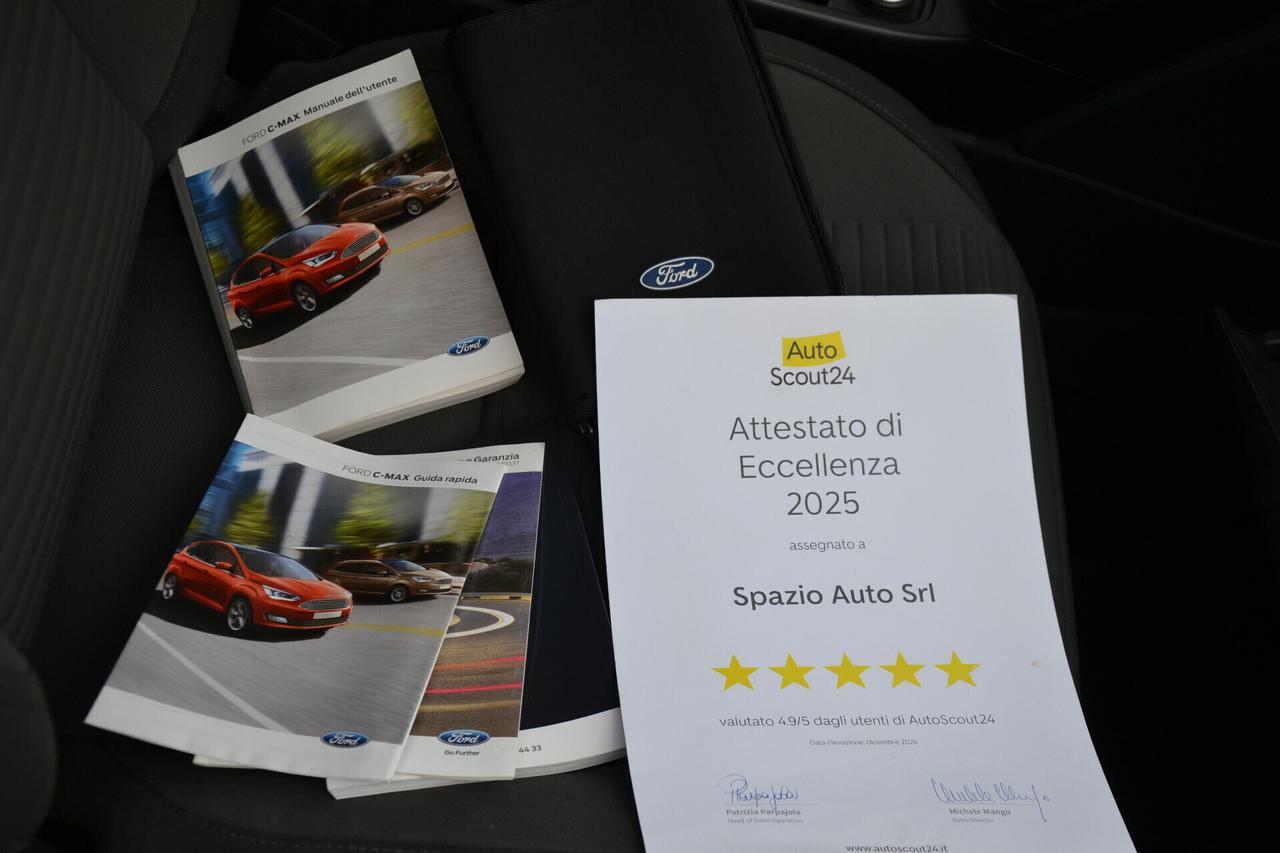 FORD C-MAX Manuale dell'utente
Ford
Ford
FORD C-MAX Guida rapida
Ford
e Garanzia
Ford
Go Further
44 33
Auto
Scout24
Attestato di
Eccellenza
2025
assegnato a
Spazio Auto Srl
valutato 4.9/5 dagli utenti di AutoScout24
Data rilevazione: Dicembre 2024
Patrizia Parpajola
Head of Sales Operation
Michele Mango
Sales Director
www.autoscout24.it